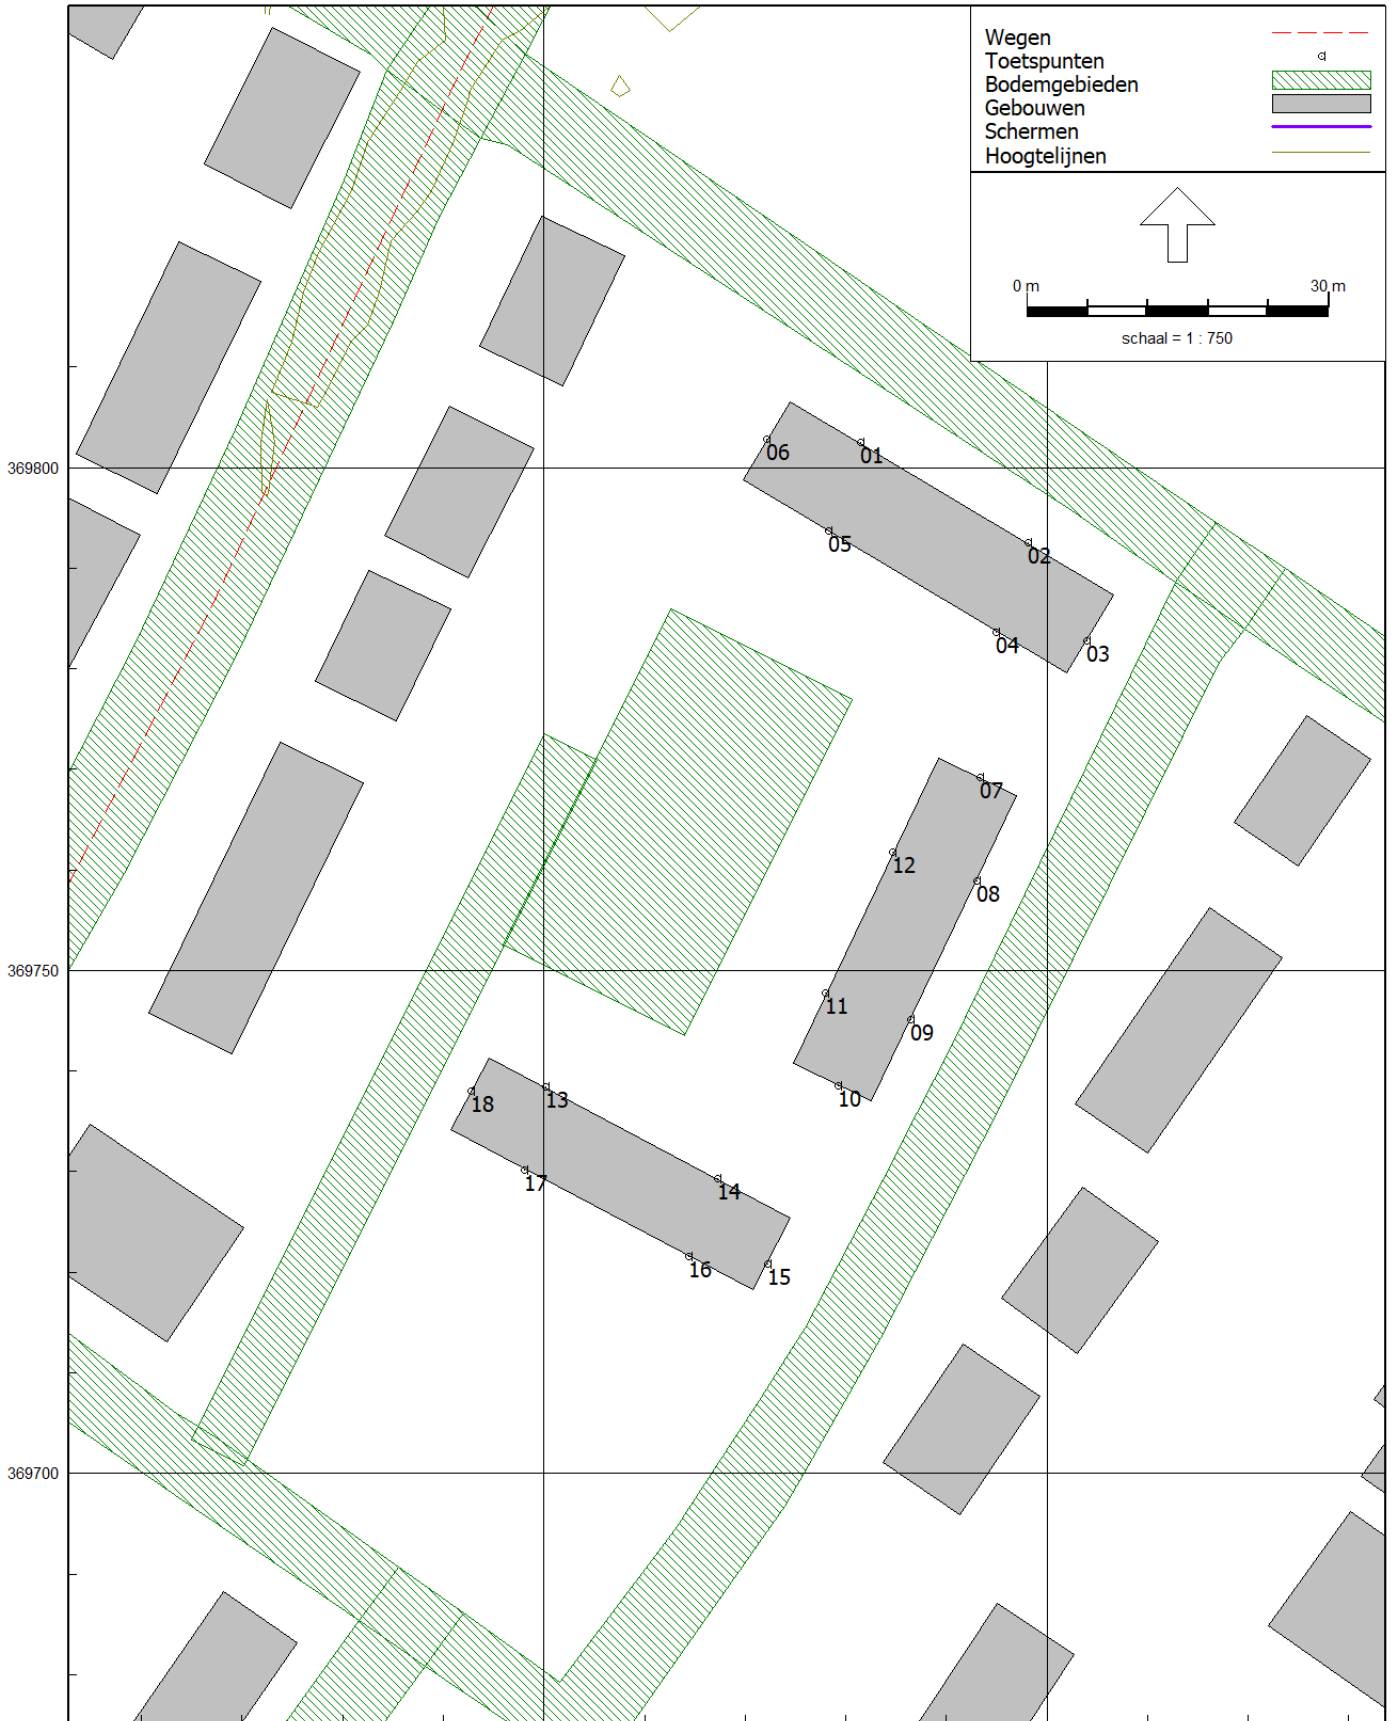 Wegen
Toetspunten
Bodemgebieden
Gebouwen
Schermen
Hoogtelijnen
0 m 30 m
schaal = 1 : 750
06 01
369800
05 02
04 03
07
12
08
369750
11
09
10
13
18
17 14
16 15
369700